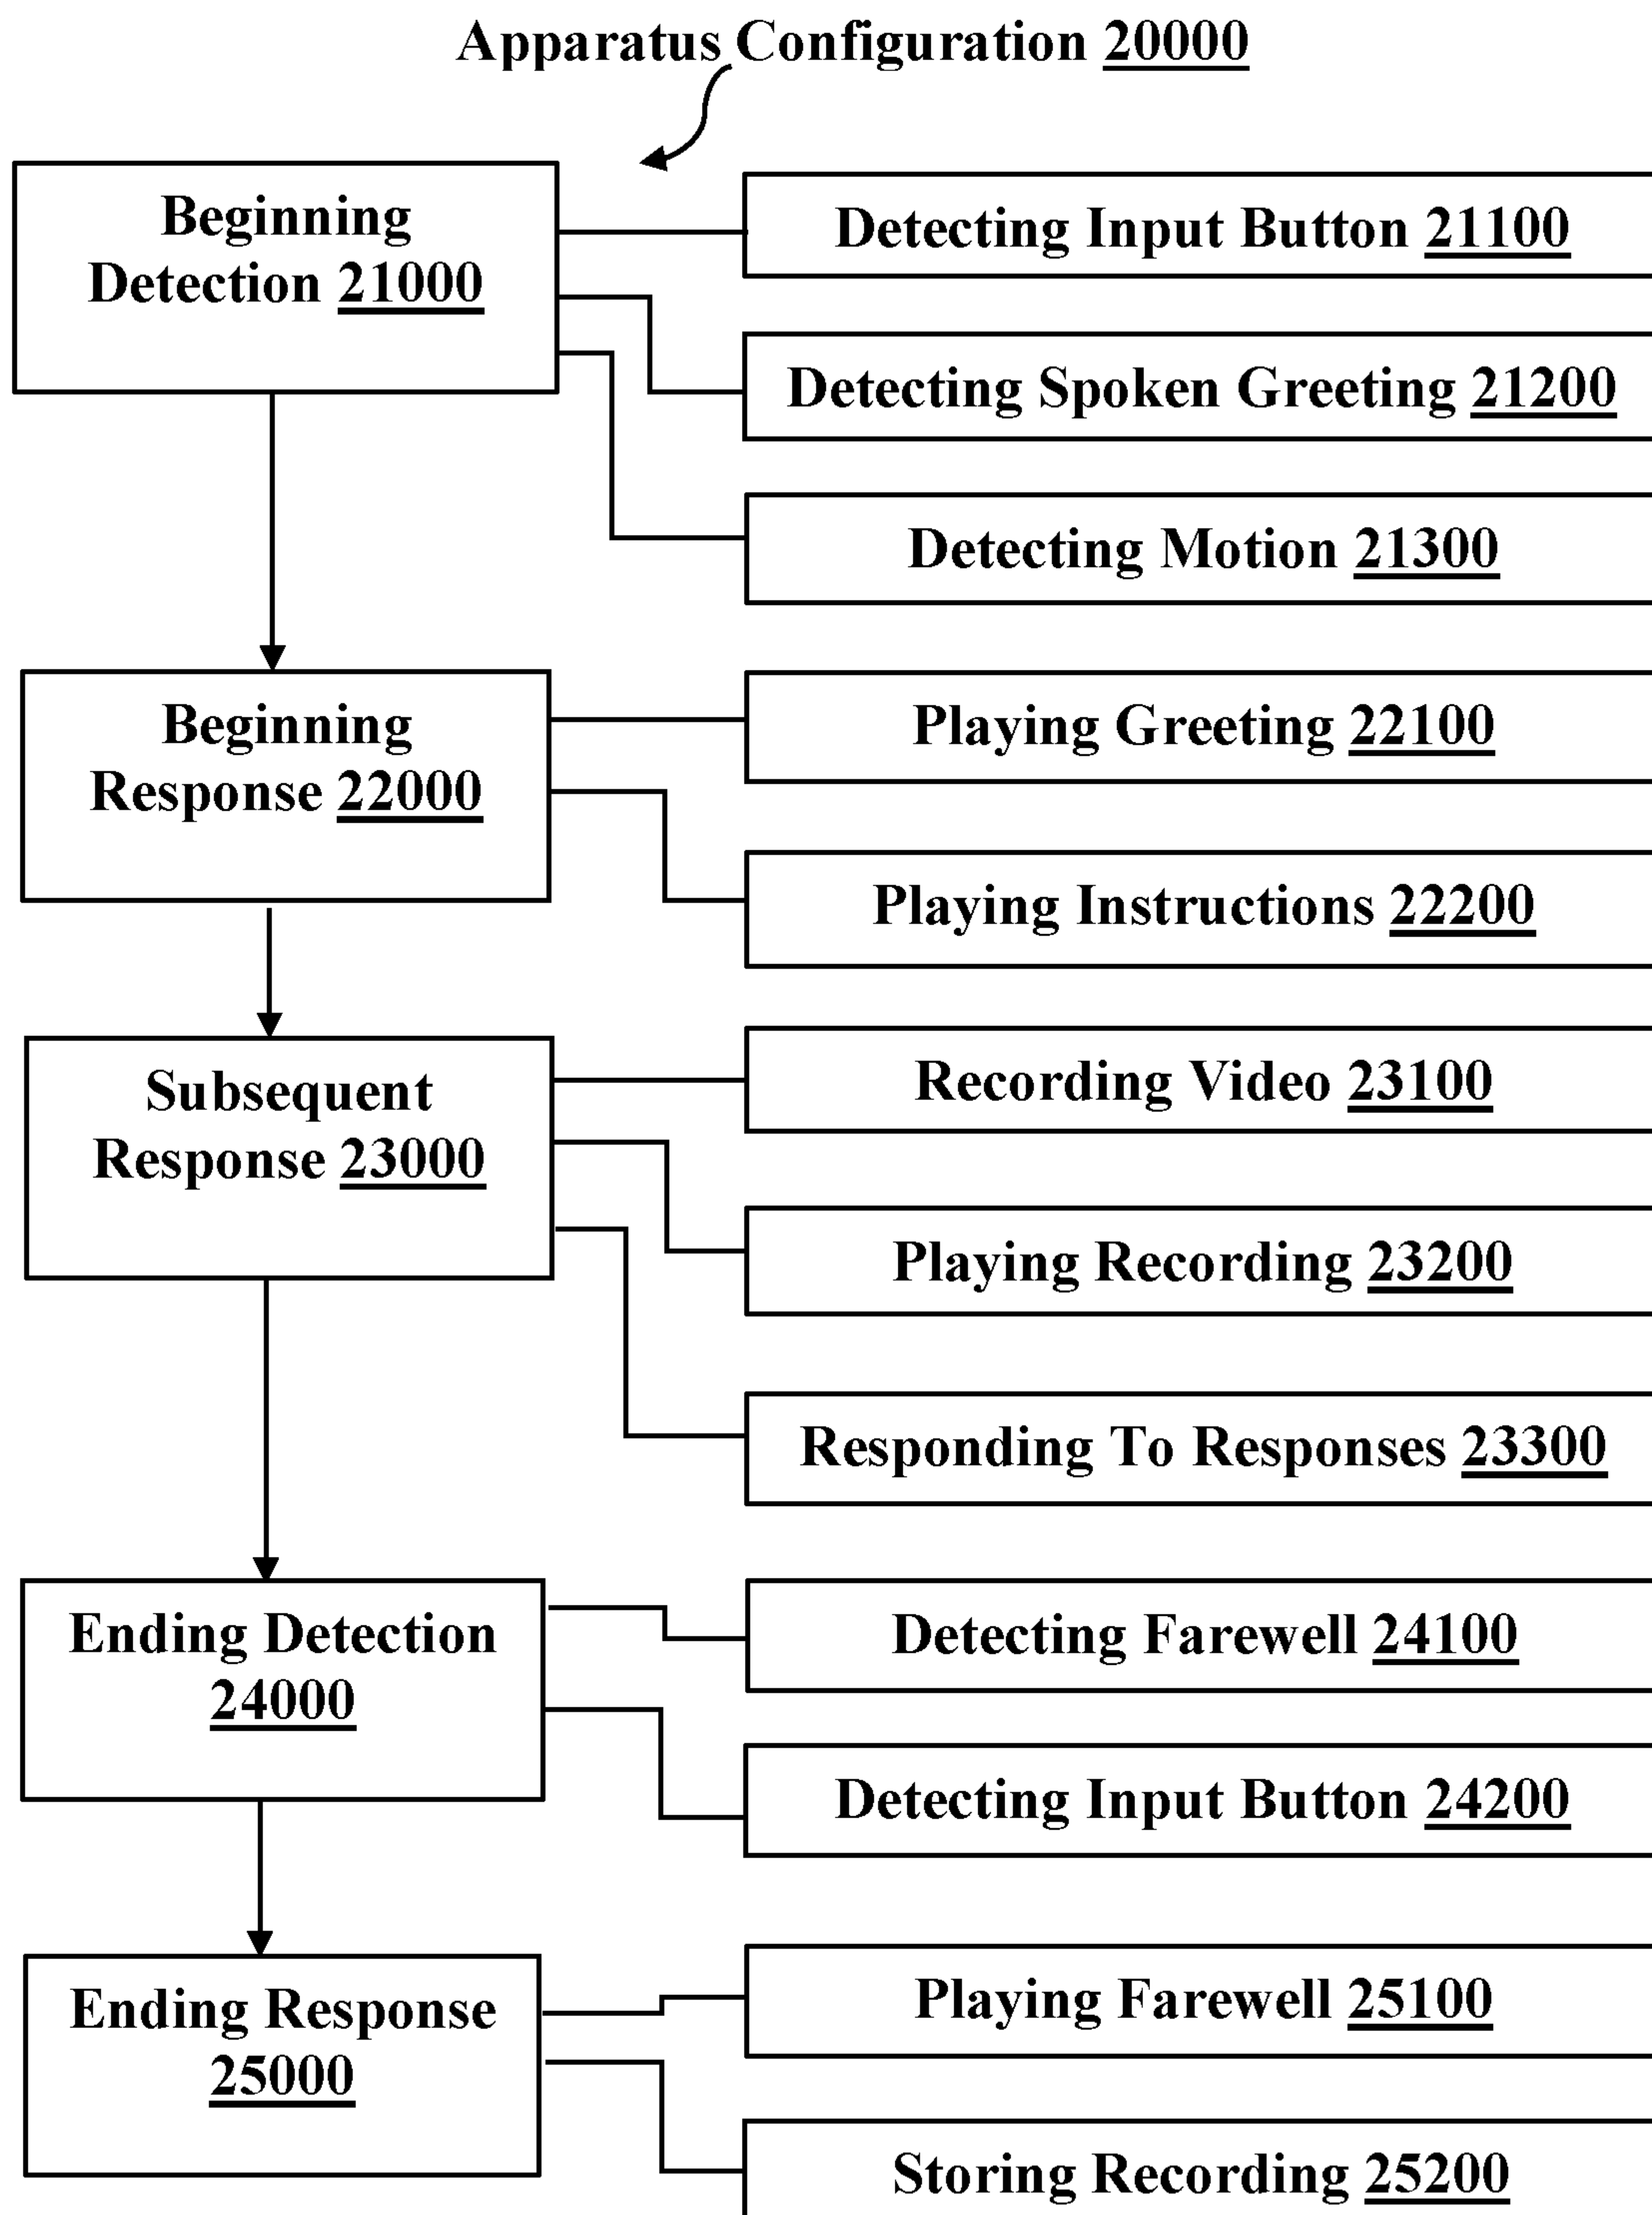 Apparatus Configuration 20000
Beginning
Detection 21000
Detecting Input Button 21100
Detecting Spoken Greeting 21200
Detecting Motion 21300
Beginning
Response 22000
Playing Greeting 22100
Playing Instructions 22200
Subsequent
Response 23000
Recording Video 23100
Playing Recording 23200
Responding To Responses 23300
Ending Detection
24000
Detecting Farewell 24100
Detecting Input Button 24200
Ending Response
25000
Playing Farewell 25100
Storing Recording 25200